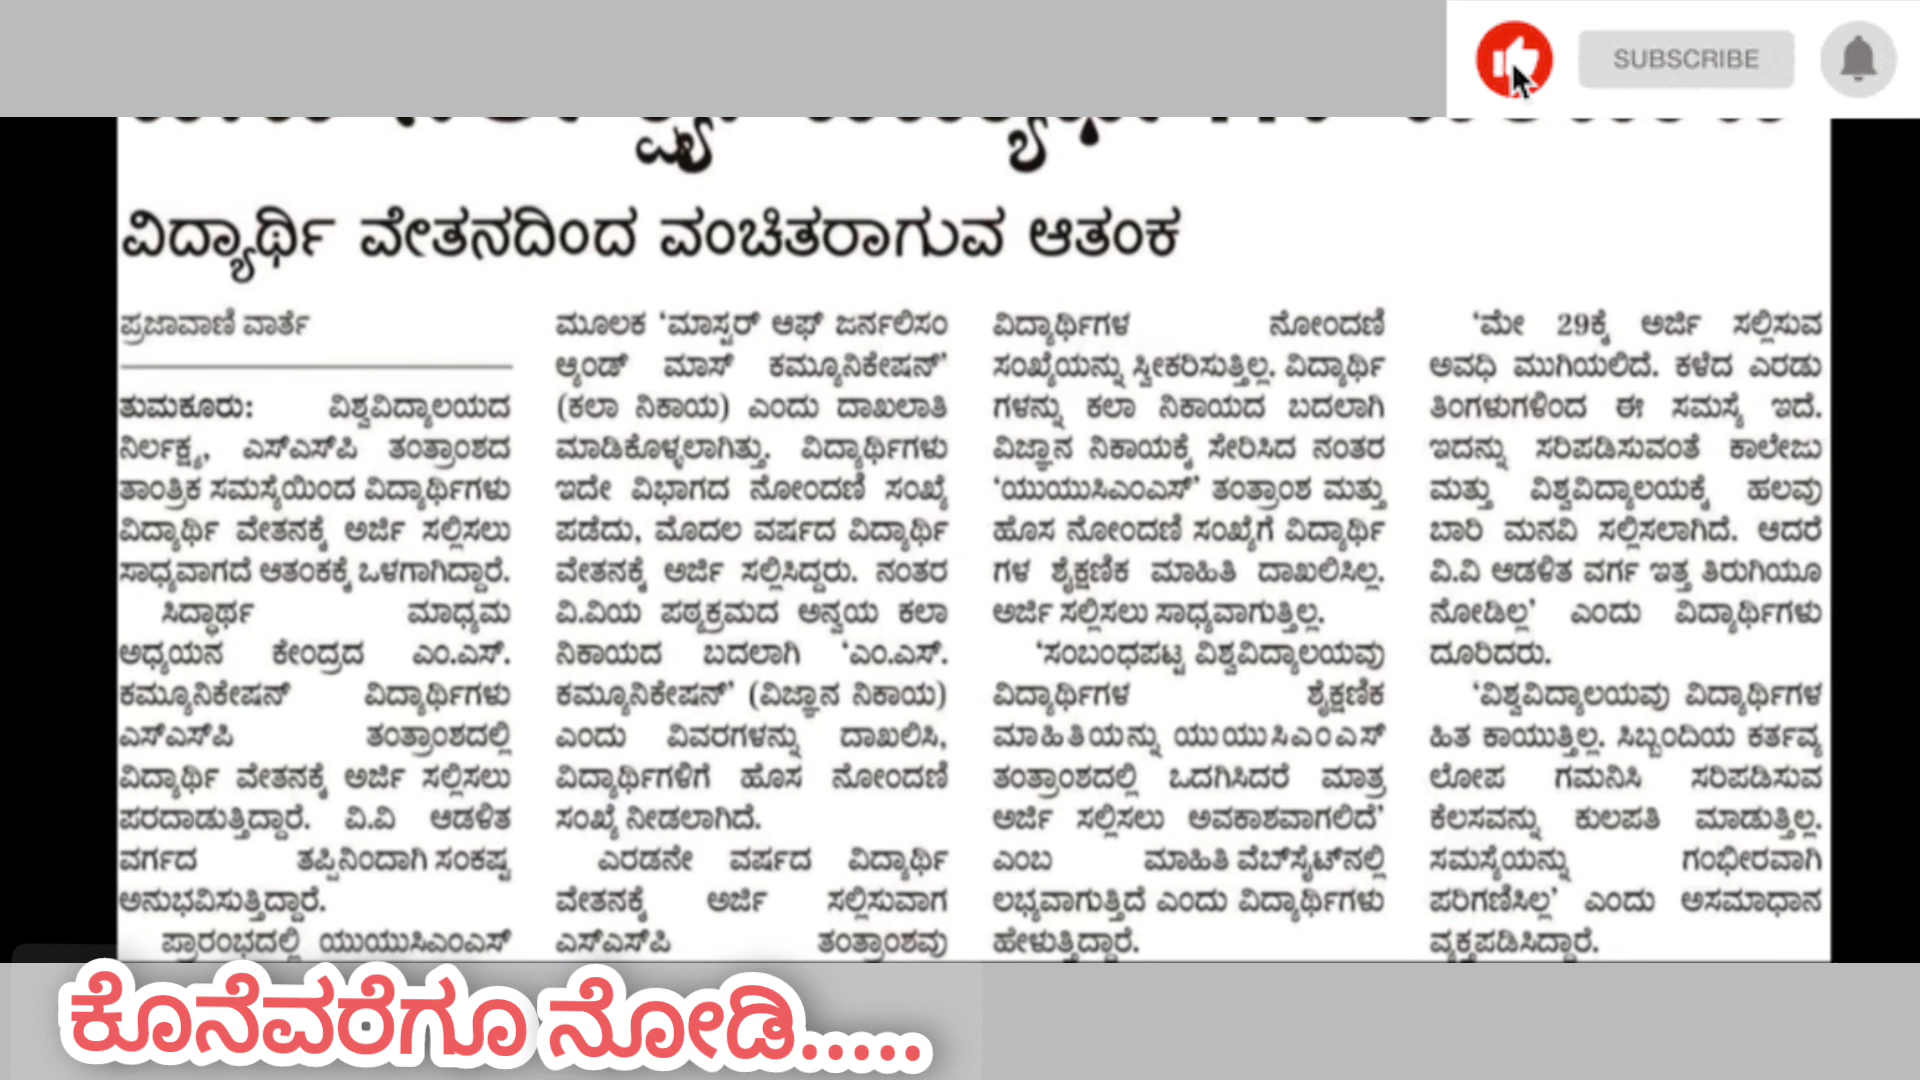 SUBSCRIBE
ವಿದ್ಯಾರ್ಥಿ ವೇತನದಿಂದ ವಂಚಿತರಾಗುವ ಆತಂಕ
ಪ್ರಜಾವಾಣಿ ವಾರ್ತೆ
ತುಮಕೂರು: ವಿಶ್ವವಿದ್ಯಾಲಯದ
ನಿರ್ಲಕ್ಷ್ಯ, ಎಸ್‌ಎಸ್‌ಪಿ ತಂತ್ರಾಂಶದ
ತಾಂತ್ರಿಕ ಸಮಸ್ಯೆಯಿಂದ ವಿದ್ಯಾರ್ಥಿಗಳು
ವಿದ್ಯಾರ್ಥಿ ವೇತನಕ್ಕೆ ಅರ್ಜಿ ಸಲ್ಲಿಸಲು
ಸಾಧ್ಯವಾಗದೆ ಆತಂಕಕ್ಕೆ ಒಳಗಾಗಿದ್ದಾರೆ.
ಸಿದ್ಧಾರ್ಥ ಮಾಧ್ಯಮ
ಅಧ್ಯಯನ ಕೇಂದ್ರದ ಎಂ.ಎಸ್.
ಕಮ್ಯೂನಿಕೇಷನ್ ವಿದ್ಯಾರ್ಥಿಗಳು
ಎಸ್‌ಎಸ್‌ಪಿ ತಂತ್ರಾಂಶದಲ್ಲಿ
ವಿದ್ಯಾರ್ಥಿ ವೇತನಕ್ಕೆ ಅರ್ಜಿ ಸಲ್ಲಿಸಲು
ಪರದಾಡುತ್ತಿದ್ದಾರೆ. ವಿ.ವಿ ಆಡಳಿತ
ವರ್ಗದ ತಪ್ಪಿನಿಂದಾಗಿ ಸಂಕಷ್ಟ
ಅನುಭವಿಸುತ್ತಿದ್ದಾರೆ.
ಪ್ರಾರಂಭದಲ್ಲಿ ಯುಯುಸಿಎಂಎಸ್
ಮೂಲಕ ‘ಮಾಸ್ಟರ್ ಆಫ್ ಜರ್ನಲಿಸಂ
ಆ್ಯಂಡ್ ಮಾಸ್ ಕಮ್ಯೂನಿಕೇಷನ್’
(ಕಲಾ ನಿಕಾಯ) ಎಂದು ದಾಖಲಾತಿ
ಮಾಡಿಕೊಳ್ಳಲಾಗಿತ್ತು. ವಿದ್ಯಾರ್ಥಿಗಳು
ಇದೇ ವಿಭಾಗದ ನೋಂದಣಿ ಸಂಖ್ಯೆ
ಪಡೆದು, ಮೊದಲ ವರ್ಷದ ವಿದ್ಯಾರ್ಥಿ
ವೇತನಕ್ಕೆ ಅರ್ಜಿ ಸಲ್ಲಿಸಿದ್ದರು. ನಂತರ
ವಿ.ವಿಯ ಪಠ್ಯಕ್ರಮದ ಅನ್ವಯ ಕಲಾ
ನಿಕಾಯದ ಬದಲಾಗಿ ‘ಎಂ.ಎಸ್.
ಕಮ್ಯೂನಿಕೇಷನ್’ (ವಿಜ್ಞಾನ ನಿಕಾಯ)
ಎಂದು ವಿವರಗಳನ್ನು ದಾಖಲಿಸಿ,
ವಿದ್ಯಾರ್ಥಿಗಳಿಗೆ ಹೊಸ ನೋಂದಣಿ
ಸಂಖ್ಯೆ ನೀಡಲಾಗಿದೆ.
ಎರಡನೇ ವರ್ಷದ ವಿದ್ಯಾರ್ಥಿ
ವೇತನಕ್ಕೆ ಅರ್ಜಿ ಸಲ್ಲಿಸುವಾಗ
ಎಸ್‌ಎಸ್‌ಪಿ ತಂತ್ರಾಂಶವು
ವಿದ್ಯಾರ್ಥಿಗಳ ನೋಂದಣಿ
ಸಂಖ್ಯೆಯನ್ನು ಸ್ವೀಕರಿಸುತ್ತಿಲ್ಲ. ವಿದ್ಯಾರ್ಥಿ
ಗಳನ್ನು ಕಲಾ ನಿಕಾಯದ ಬದಲಾಗಿ
ವಿಜ್ಞಾನ ನಿಕಾಯಕ್ಕೆ ಸೇರಿಸಿದ ನಂತರ
‘ಯುಯುಸಿಎಂಎಸ್’ ತಂತ್ರಾಂಶ ಮತ್ತು
ಹೊಸ ನೋಂದಣಿ ಸಂಖ್ಯೆಗೆ ವಿದ್ಯಾರ್ಥಿ
ಗಳ ಶೈಕ್ಷಣಿಕ ಮಾಹಿತಿ ದಾಖಲಿಸಿಲ್ಲ.
ಅರ್ಜಿ ಸಲ್ಲಿಸಲು ಸಾಧ್ಯವಾಗುತ್ತಿಲ್ಲ.
‘ಸಂಬಂಧಪಟ್ಟ ವಿಶ್ವವಿದ್ಯಾಲಯವು
ವಿದ್ಯಾರ್ಥಿಗಳ ಶೈಕ್ಷಣಿಕ
ಮಾಹಿತಿಯನ್ನು ಯುಯುಸಿಎಂಎಸ್
ತಂತ್ರಾಂಶದಲ್ಲಿ ಒದಗಿಸಿದರೆ ಮಾತ್ರ
ಅರ್ಜಿ ಸಲ್ಲಿಸಲು ಅವಕಾಶವಾಗಲಿದೆ’
ಎಂಬ ಮಾಹಿತಿ ವೆಬ್‌ಸೈಟ್‌ನಲ್ಲಿ
ಲಭ್ಯವಾಗುತ್ತಿದೆ ಎಂದು ವಿದ್ಯಾರ್ಥಿಗಳು
ಹೇಳುತ್ತಿದ್ದಾರೆ.
‘ಮೇ 29ಕ್ಕೆ ಅರ್ಜಿ ಸಲ್ಲಿಸುವ
ಅವಧಿ ಮುಗಿಯಲಿದೆ. ಕಳೆದ ಎರಡು
ತಿಂಗಳುಗಳಿಂದ ಈ ಸಮಸ್ಯೆ ಇದೆ.
ಇದನ್ನು ಸರಿಪಡಿಸುವಂತೆ ಕಾಲೇಜು
ಮತ್ತು ವಿಶ್ವವಿದ್ಯಾಲಯಕ್ಕೆ ಹಲವು
ಬಾರಿ ಮನವಿ ಸಲ್ಲಿಸಲಾಗಿದೆ. ಆದರೆ
ವಿ.ವಿ ಆಡಳಿತ ವರ್ಗ ಇತ್ತ ತಿರುಗಿಯೂ
ನೋಡಿಲ್ಲ’ ಎಂದು ವಿದ್ಯಾರ್ಥಿಗಳು
ದೂರಿದರು.
‘ವಿಶ್ವವಿದ್ಯಾಲಯವು ವಿದ್ಯಾರ್ಥಿಗಳ
ಹಿತ ಕಾಯುತ್ತಿಲ್ಲ. ಸಿಬ್ಬಂದಿಯ ಕರ್ತವ್ಯ
ಲೋಪ ಗಮನಿಸಿ ಸರಿಪಡಿಸುವ
ಕೆಲಸವನ್ನು ಕುಲಪತಿ ಮಾಡುತ್ತಿಲ್ಲ.
ಸಮಸ್ಯೆಯನ್ನು ಗಂಭೀರವಾಗಿ
ಪರಿಗಣಿಸಿಲ್ಲ’ ಎಂದು ಅಸಮಾಧಾನ
ವ್ಯಕ್ತಪಡಿಸಿದ್ದಾರೆ.
ಕೊನೆವರೆಗೂ ನೋಡಿ.....